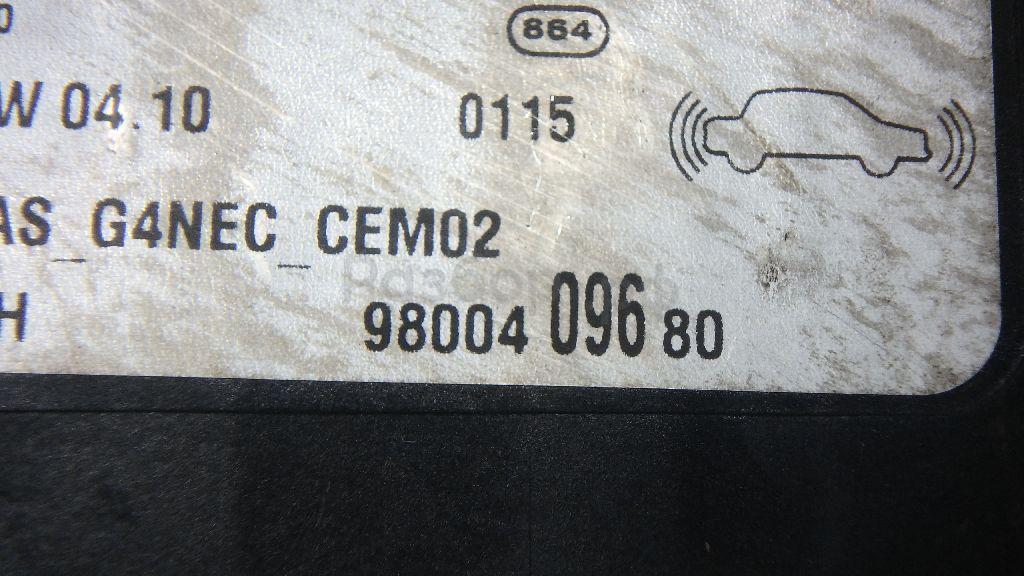 864
W 04.10 0115
AS_G4NEC_CEM02
H 98004 096 80